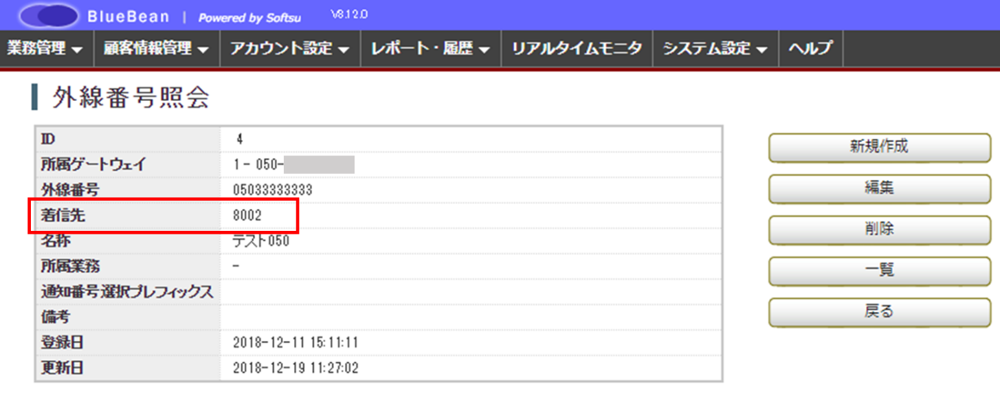 BlueBean | Powered by Softsu V8.12.0
業務管理 顧客情報管理 アカウント設定 レポート・履歴 リアルタイムモニタ システム設定 ヘルプ
外線番号照会
ID 4
所属ゲートウェイ 1 - 050-
外線番号 05033333333
着信先 8002
名称 テスト050
所属業務 -
通知番号選択プレフィックス
備考
登録日 2018-12-11 15:11:11
更新日 2018-12-19 11:27:02
新規作成
編集
削除
一覧
戻る